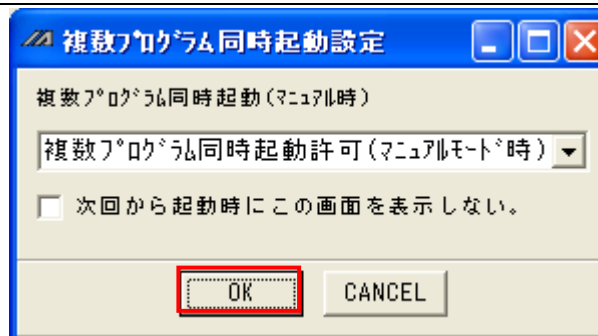 複数ﾌﾟﾛｸﾞﾗﾑ同時起動設定
複数ﾌﾟﾛｸﾞﾗﾑ同時起動(ﾏﾆｭｱﾙ時)
複数ﾌﾟﾛｸﾞﾗﾑ同時起動許可(ﾏﾆｭｱﾙﾓｰﾄﾞ時)
次回から起動時にこの画面を表示しない。
OK CANCEL